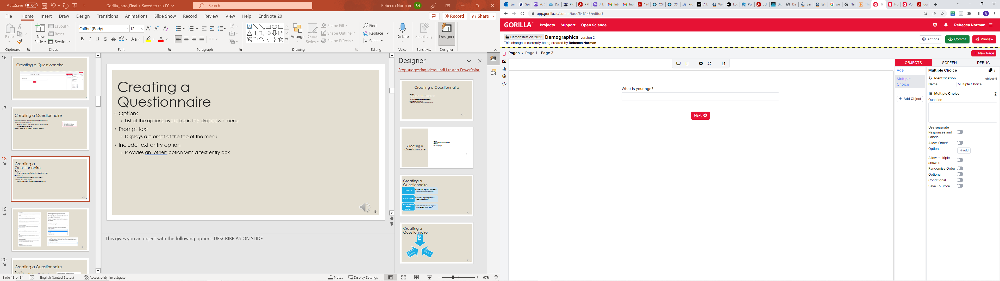 AutoSave Off
Gorilla_Intro_Final • Saved to this PC
Search
Rebecca Norman RN
File Home Insert Draw Design Transitions Animations Slide Show Record Review View Help EndNote 20
Record Share
Paste
Clipboard
New
Slide
Layout
Reset
Section
Slides
Calibri (Body) 12
B I U S ab AV Aa
Font
Paragraph
Arrange
Quick
Styles
Shape Fill
Shape Outline
Shape Effects
Drawing
Find
Replace
Select
Editing
Dictate
Voice
Sensitivity
Sensitivity
Designer
Designer
16
Creating a Questionnaire
17
Creating a Questionnaire
18
Creating a
Questionnaire
19
20
Creating a Questionnaire
Creating a
Questionnaire
Options
List of the options available in the dropdown menu
Prompt text
Displays a prompt at the top of the menu
Include text entry option
Provides an ‘other’ option with a text entry box
18
This gives you an object with the following options DESCRIBE AS ON SLIDE
Designer
Stop suggesting ideas until I restart PowerPoint.
Creating a Questionnaire
Creating a
Questionnaire
Creating a
Questionnaire
Options
Prompt text
Include text
entry
option
Creating a
Questionnaire
Slide 18 of 84
English (United States)
Accessibility: Investigate
Notes
Display Settings
67%
app.gorilla.sc/admin/task/646145/editor?
GORILLA
Projects Support Open Science
Rebecca Norman
Demonstration 2023 Demographics version 2
This change is currently being created by Rebecca Norman
Actions
Commit
Preview
Pages > Page 1 Page 2
+ New Page
OBJECTS SCREEN DEBUG
Age
Multiple
Choice
+ Add Object
Multiple Choice
Identification object-5
Name Multiple Choice
Multiple Choice
Question
Use separate
Responses and
Labels
Allow 'Other'
Options +Add
Allow multiple
answers
Randomise Order
Optional
Conditional
Save To Store
What is your age?
Next